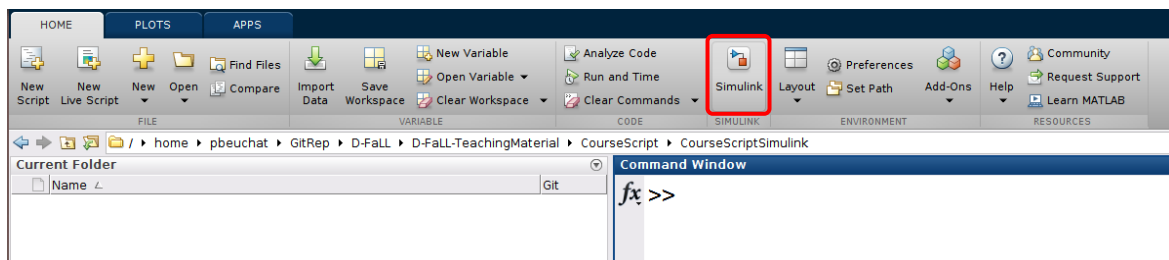 HOME PLOTS APPS
New Script
New Live Script
New
Open
Find Files
Compare
Import Data
Save Workspace
New Variable
Open Variable
Clear Workspace
Analyze Code
Run and Time
Clear Commands
Simulink
Layout
Preferences
Set Path
Add-Ons
Help
Community
Request Support
Learn MATLAB
FILE VARIABLE CODE SIMULINK ENVIRONMENT RESOURCES
/ home pbeuchat GitRep D-FaLL D-FaLL-TeachingMaterial CourseScript CourseScriptSimulink
Current Folder
Name Git
Command Window
fx >>